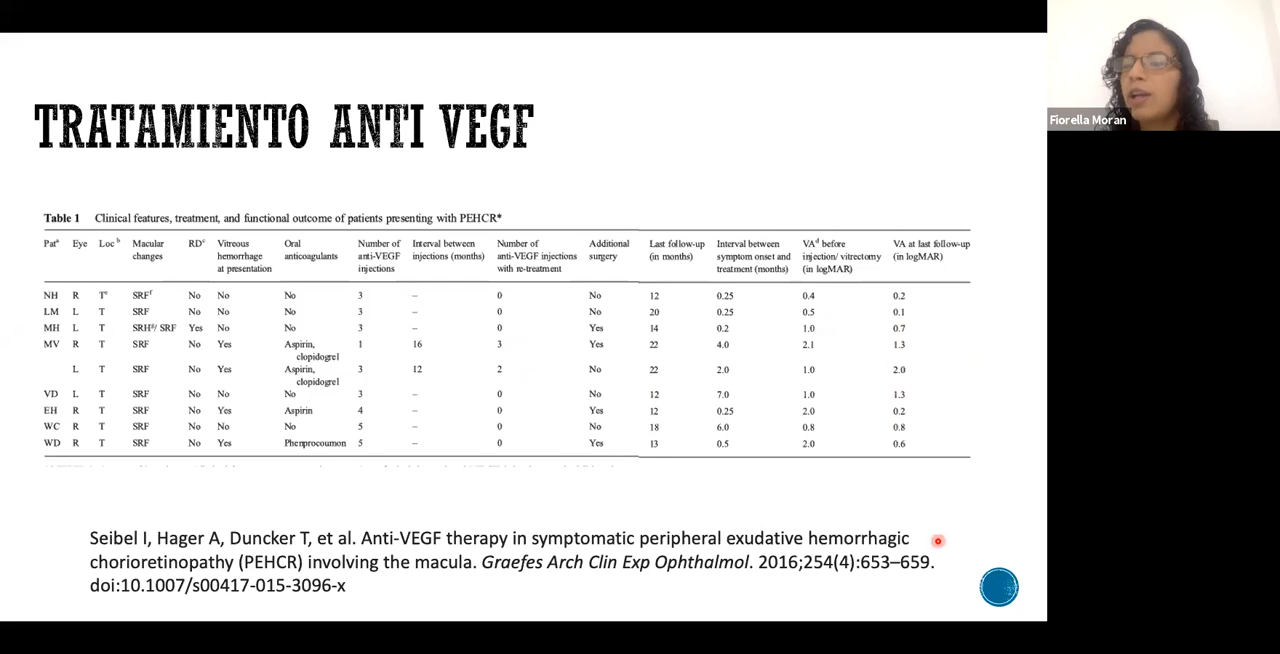 TRATAMIENTO ANTI VEGF
Fiorella Moran
Table 1 Clinical features, treatment, and functional outcome of patients presenting with PEHCR*
Patᵃ Eye Loc ᵇ Macular changes RDᶜ Vitreous hemorrhage at presentation Oral anticoagulants Number of anti-VEGF injections Interval between injections (months) Number of anti-VEGF injections with re-treatment Additional surgery Last follow-up (in months) Interval between symptom onset and treatment (months) VAᵈ before injection/ vitrectomy (in logMAR) VA at last follow-up (in logMAR)
NH R Tᵉ SRFᶠ No No No 3 – 0 No 12 0.25 0.4 0.2
LM L T SRF No No No 3 – 0 No 20 0.25 0.5 0.1
MH L T SRHᵍ/ SRF Yes No No 3 – 0 Yes 14 0.2 1.0 0.7
MV R T SRF No Yes Aspirin, clopidogrel 1 16 3 Yes 22 4.0 2.1 1.3
L T SRF No Yes Aspirin, clopidogrel 3 12 2 No 22 2.0 1.0 2.0
VD L T SRF No No No 3 – 0 No 12 7.0 1.0 1.3
EH R T SRF No Yes Aspirin 4 – 0 Yes 12 0.25 2.0 0.2
WC R T SRF No No No 5 – 0 No 18 6.0 0.8 0.8
WD R T SRF No Yes Phenprocoumon 5 – 0 Yes 13 0.5 2.0 0.6
Seibel I, Hager A, Duncker T, et al. Anti-VEGF therapy in symptomatic peripheral exudative hemorrhagic
chorioretinopathy (PEHCR) involving the macula. Graefes Arch Clin Exp Ophthalmol. 2016;254(4):653–659.
doi:10.1007/s00417-015-3096-x